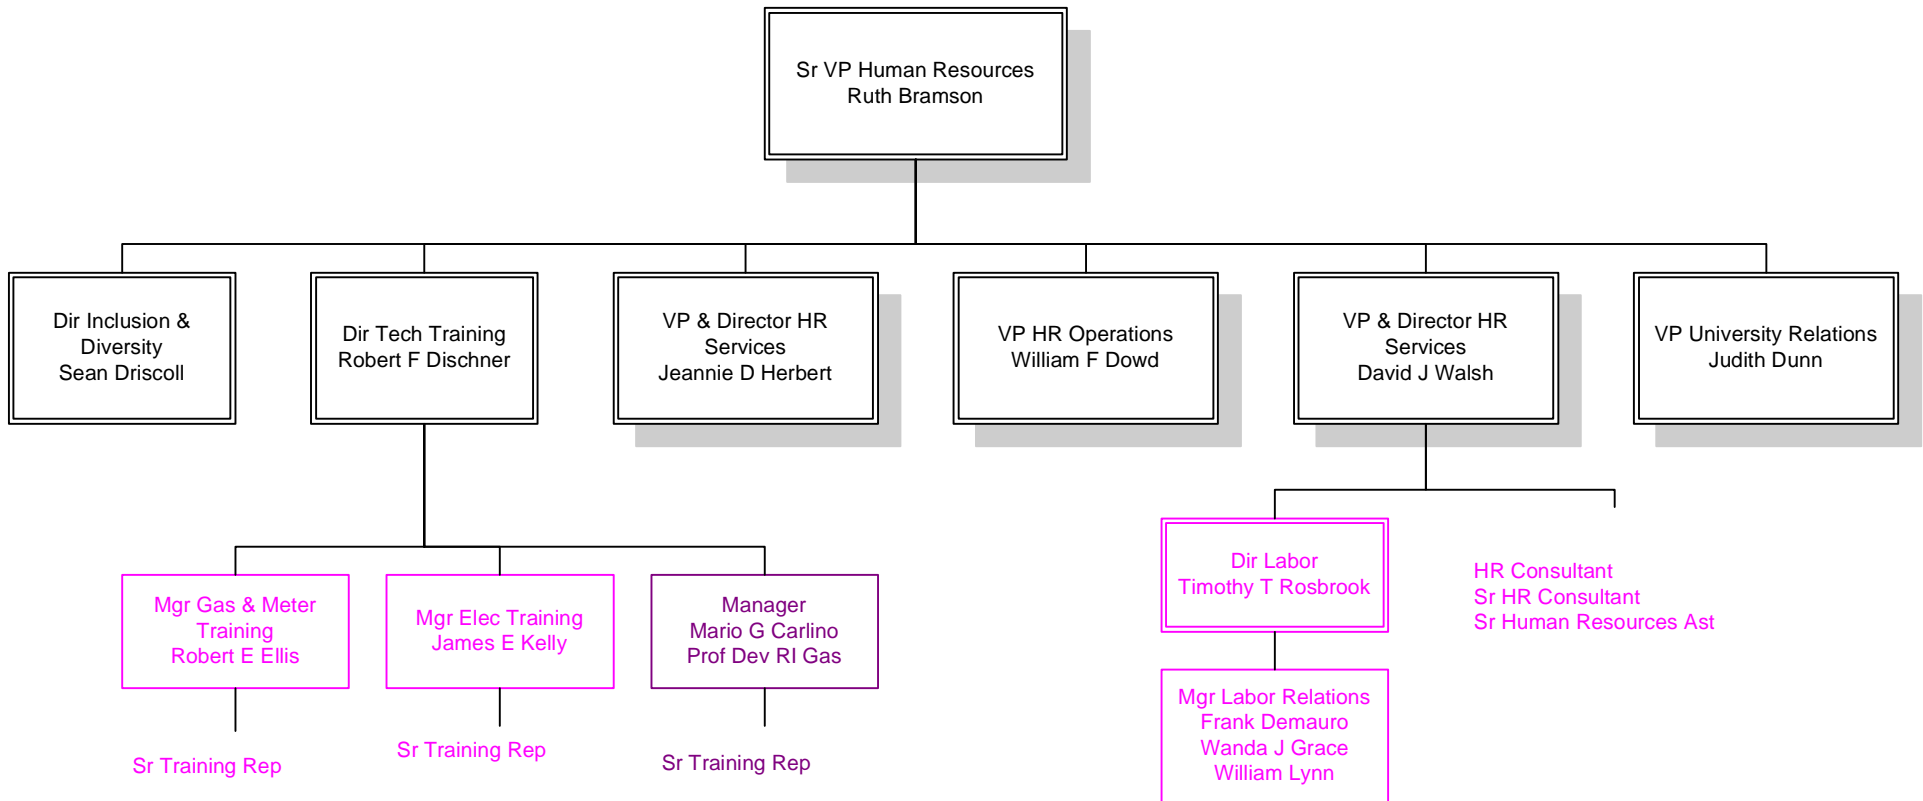 Sr VP Human Resources
Ruth Bramson
Dir Inclusion &
Diversity
Sean Driscoll
Dir Tech Training
Robert F Dischner
VP & Director HR
Services
Jeannie D Herbert
VP HR Operations
William F Dowd
VP & Director HR
Services
David J Walsh
VP University Relations
Judith Dunn
Mgr Gas & Meter
Training
Robert E Ellis
Mgr Elec Training
James E Kelly
Manager
Mario G Carlino
Prof Dev RI Gas
Dir Labor
Timothy T Rosbrook
HR Consultant
Sr HR Consultant
Sr Human Resources Ast
Mgr Labor Relations
Frank Demauro
Wanda J Grace
William Lynn
Sr Training Rep
Sr Training Rep
Sr Training Rep